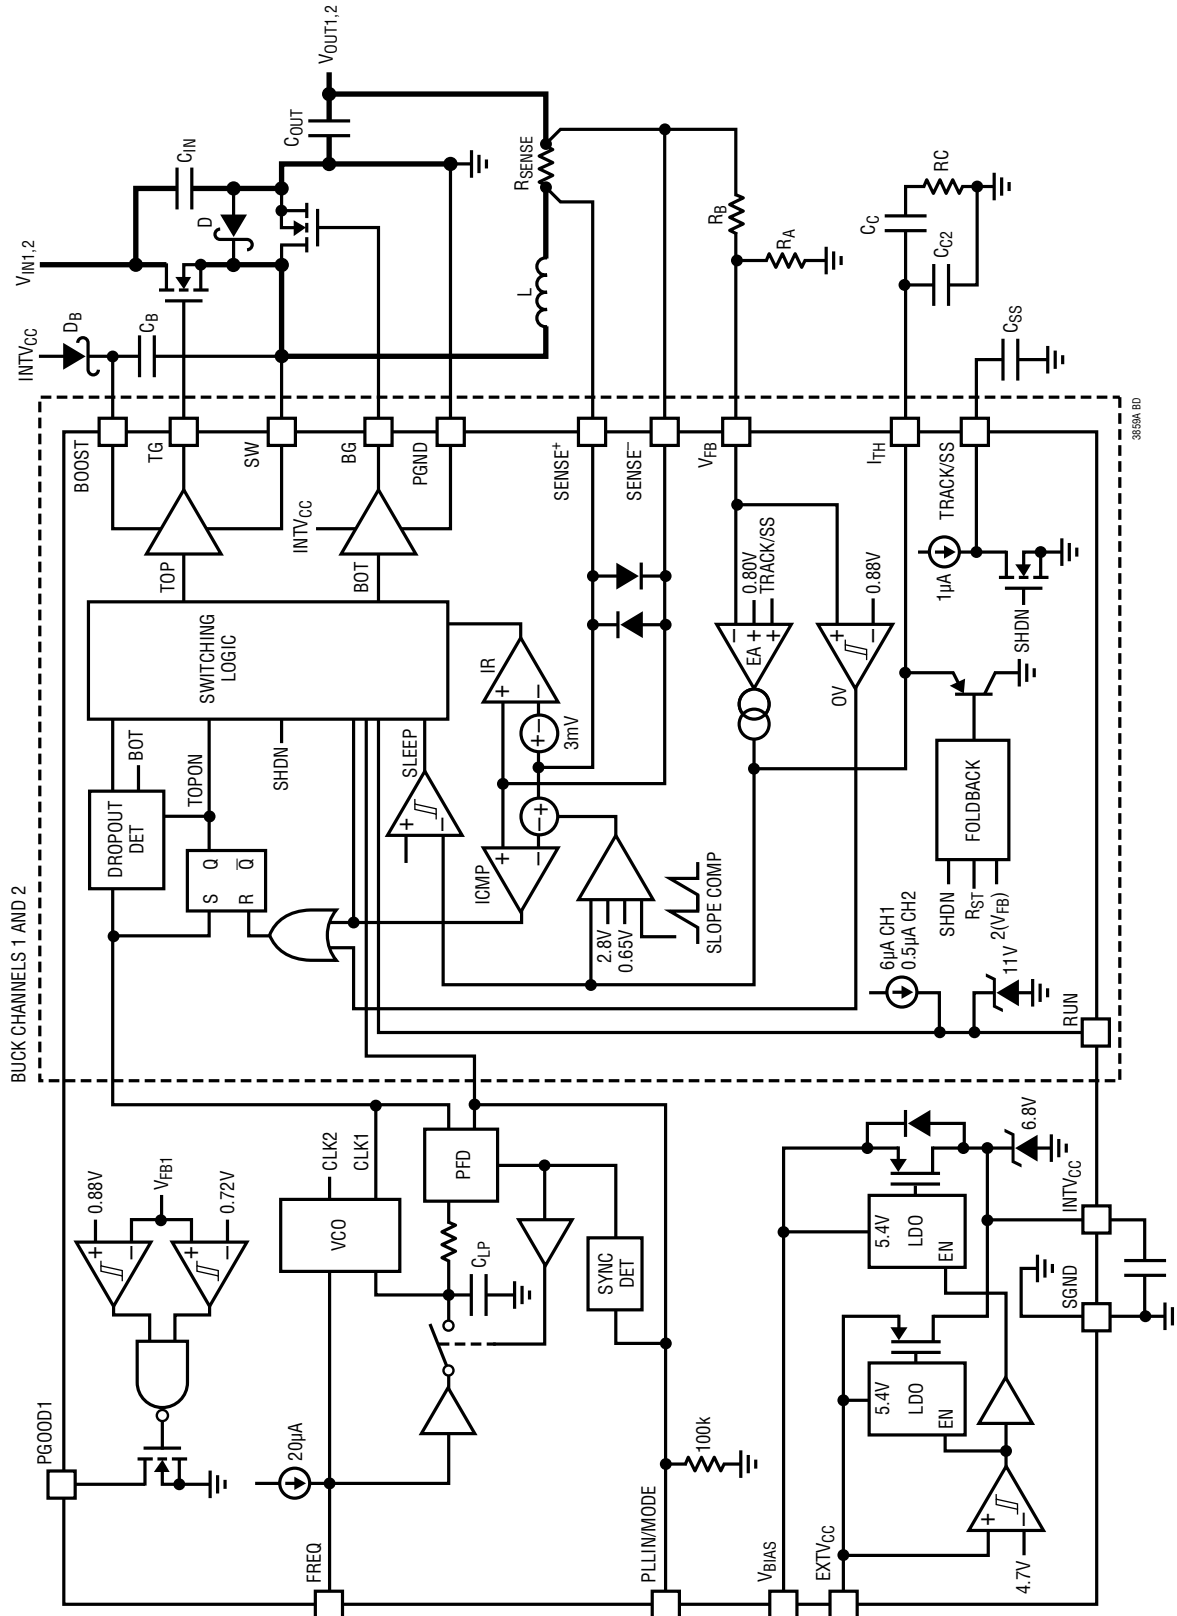 BUCK CHANNELS 1 AND 2
PGOOD1
0.88V
VFB1
0.72V
FREQ
20µA
VCO
CLK2
CLK1
PFD
CLP
SYNC
DET
PLLIN/MODE
100k
VBIAS
EXTVCC
4.7V
5.4V
LDO
EN
5.4V
LDO
EN
6.8V
SGND
INTVCC
DROPOUT
DET
BOT
TOPON
S Q
R Q̅
SHDN
SWITCHING
LOGIC
TOP
BOT
INTVCC
BOOST
TG
SW
BG
PGND
INTVCC
DB
CB
VIN1,2
CIN
D
COUT
VOUT1,2
RSENSE
L
SLEEP
ICMP
IR
3mV
2.8V
0.65V
SLOPE COMP
SENSE+
SENSE−
VFB
RB
RA
EA
0.80V
TRACK/SS
OV
0.88V
ITH
CC
RC
CC2
TRACK/SS
CSS
1µA
SHDN
FOLDBACK
SHDN
RST
2(VFB)
6µA CH1
0.5µA CH2
11V
RUN
3859A BD